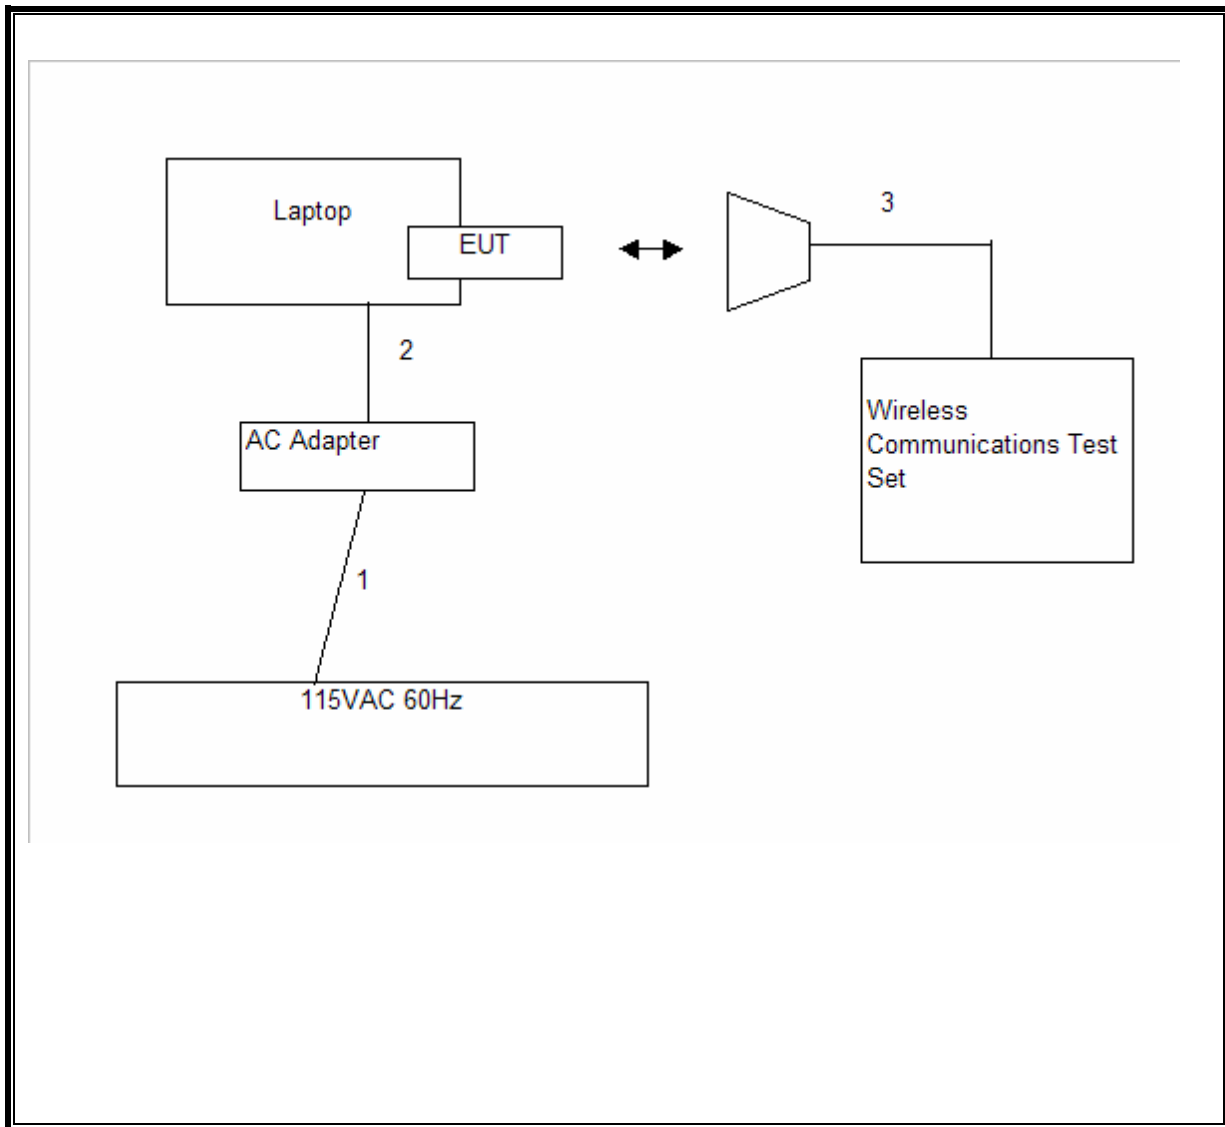 Laptop
EUT
3
2
AC Adapter
Wireless
Communications Test
Set
1
115VAC 60Hz